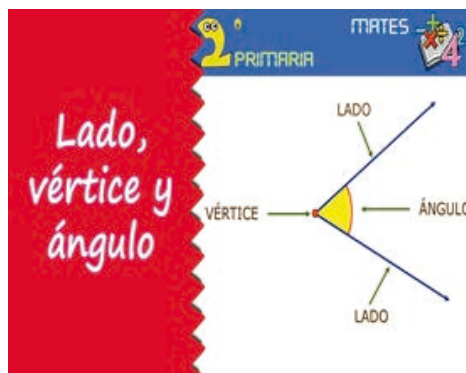 2º
PRIMARIA
MATES
Lado,
vértice y
ángulo
LADO
VÉRTICE
ÁNGULO
LADO